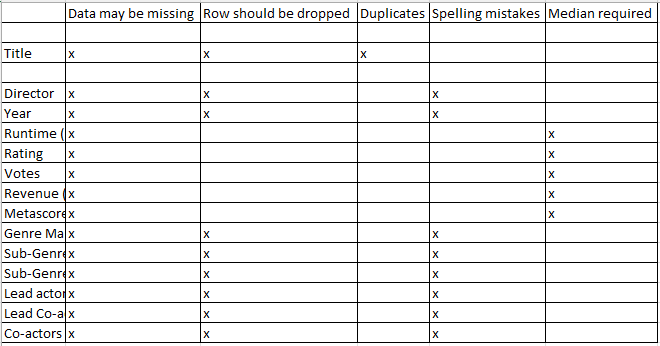 Data may be missing Row should be dropped Duplicates Spelling mistakes Median required
Title x x x
Director x x x
Year x x x
Runtime ( x x
Rating x x
Votes x x
Revenue ( x x
Metascore x x
Genre Ma x x x
Sub-Genre x x x
Sub-Genre x x x
Lead actor x x x
Lead Co-a x x x
Co-actors x x x